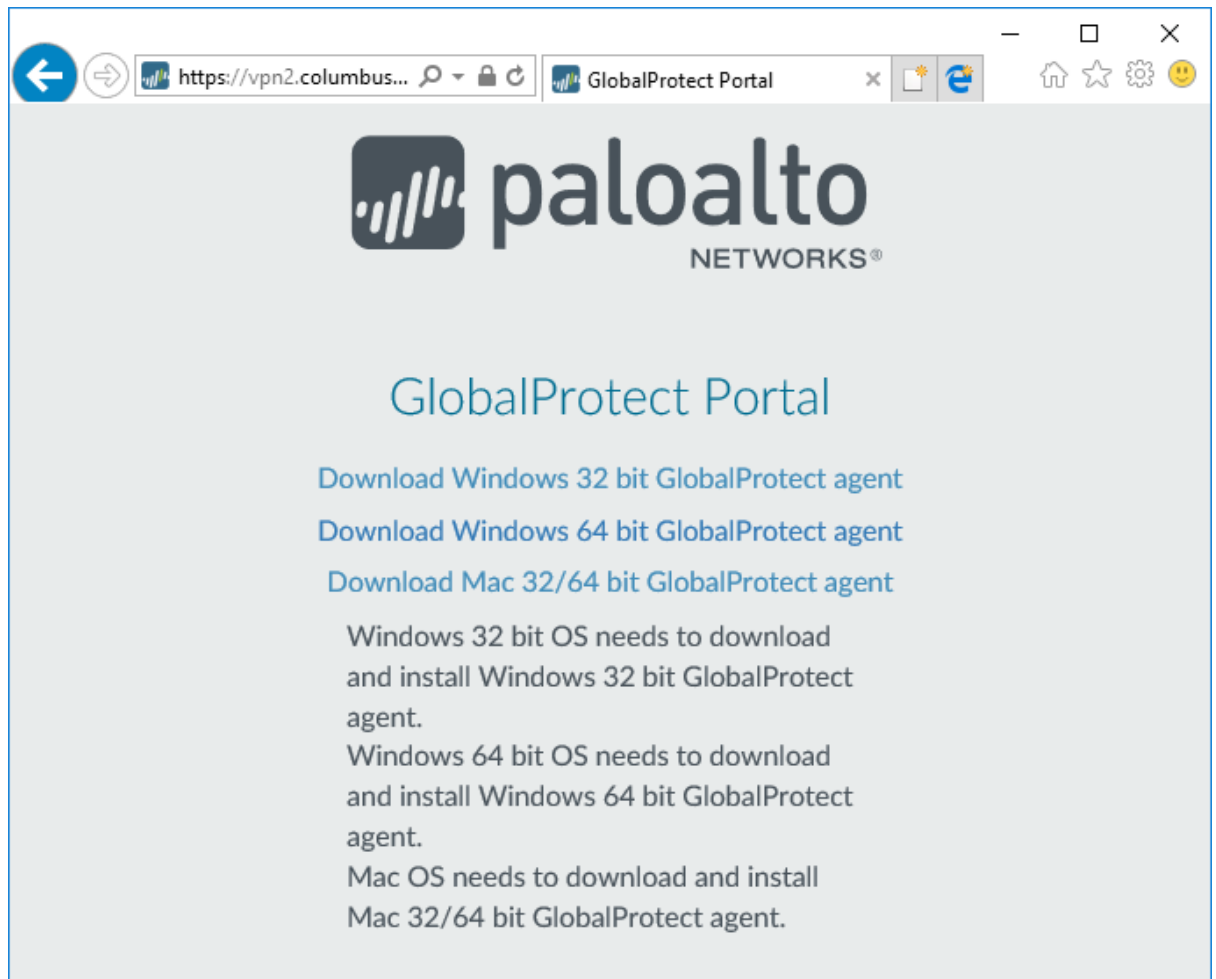 https://vpn2.columbus...
GlobalProtect Portal
paloalto
NETWORKS®
GlobalProtect Portal
Download Windows 32 bit GlobalProtect agent
Download Windows 64 bit GlobalProtect agent
Download Mac 32/64 bit GlobalProtect agent
Windows 32 bit OS needs to download
and install Windows 32 bit GlobalProtect
agent.
Windows 64 bit OS needs to download
and install Windows 64 bit GlobalProtect
agent.
Mac OS needs to download and install
Mac 32/64 bit GlobalProtect agent.